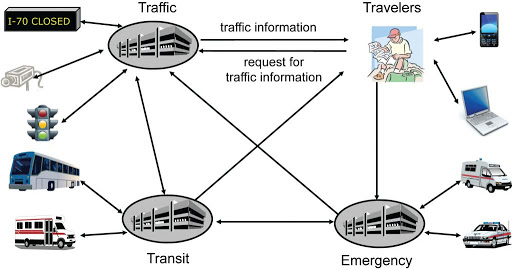 I-70 CLOSED
Traffic
Travelers
traffic information
request for
traffic information
Transit
Emergency